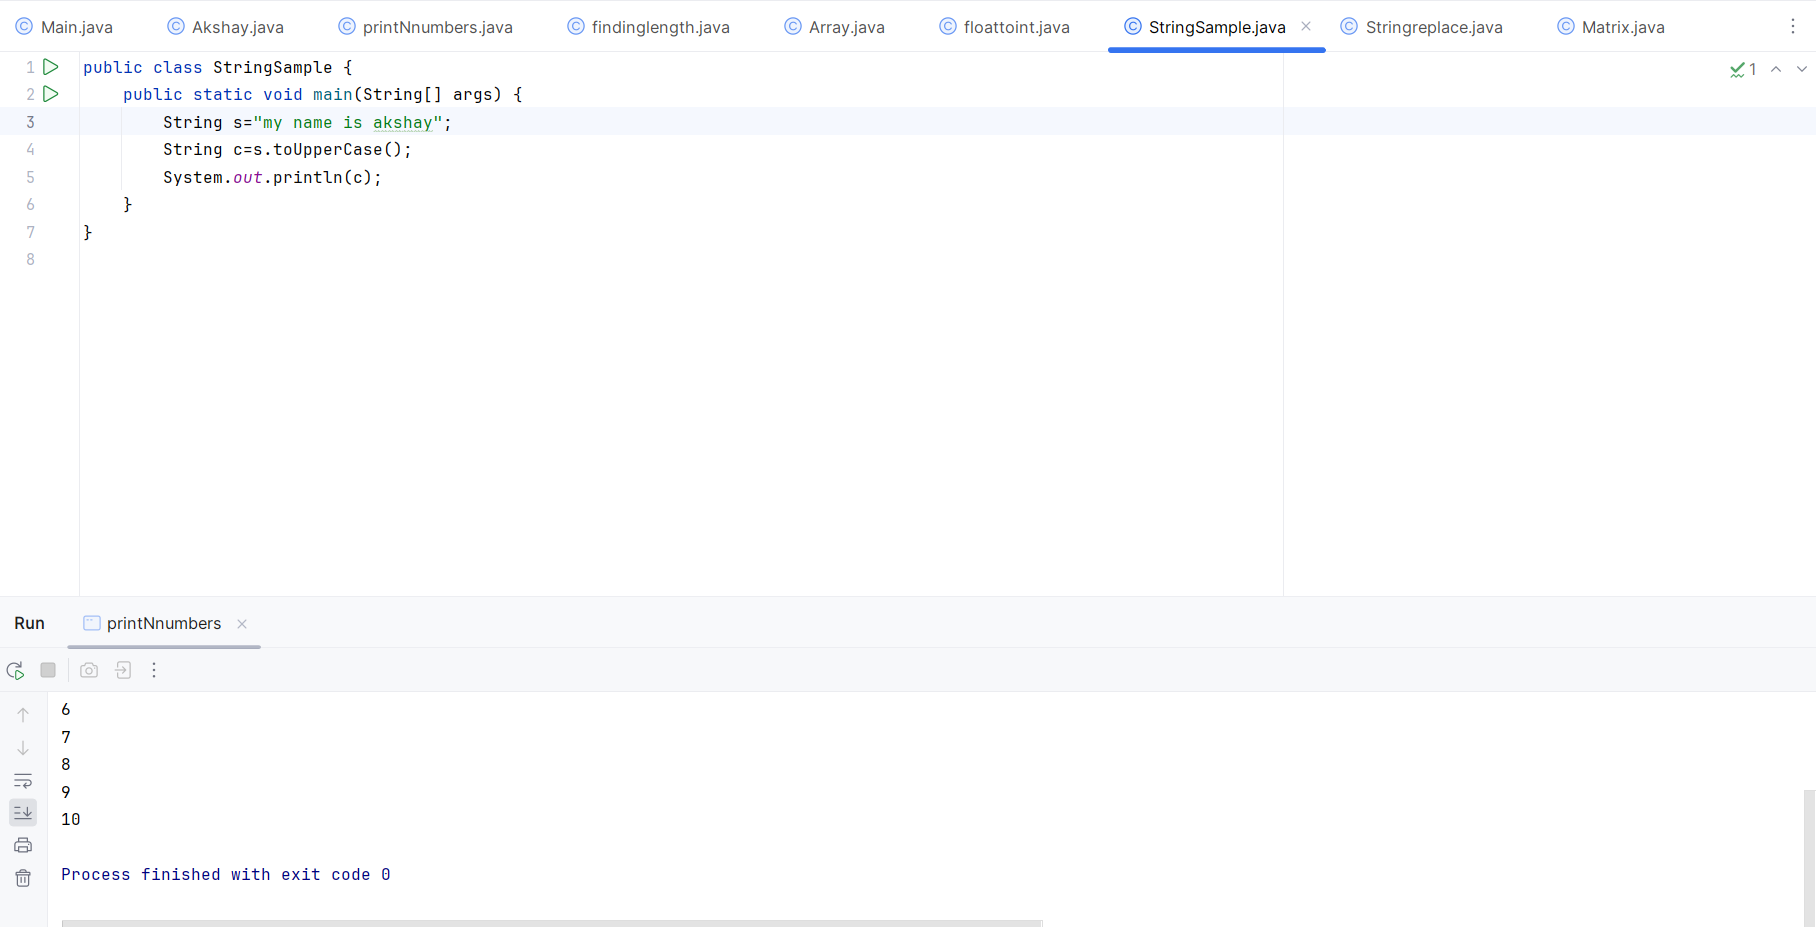 Main.java Akshay.java printNnumbers.java findinglength.java Array.java floattoint.java StringSample.java Stringreplace.java Matrix.java
1 public class StringSample {
2 public static void main(String[] args) {
3 String s="my name is akshay";
4 String c=s.toUpperCase();
5 System.out.println(c);
6 }
7 }
8
1
Run printNnumbers
6
7
8
9
10
Process finished with exit code 0